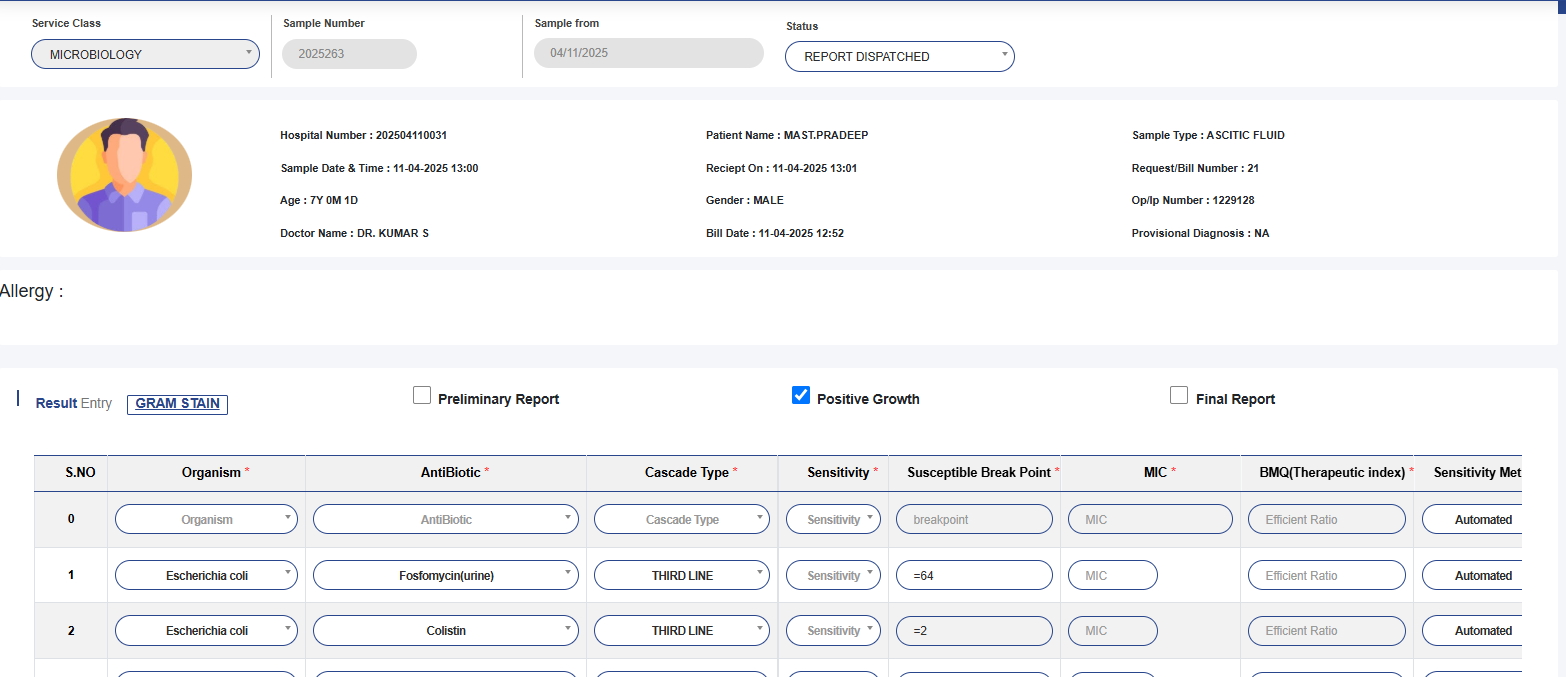 Service Class
Sample Number
Sample from
Status
MICROBIOLOGY
2025263
04/11/2025
REPORT DISPATCHED
Hospital Number : 202504110031
Patient Name : MAST.PRADEEP
Sample Type : ASCITIC FLUID
Sample Date & Time : 11-04-2025 13:00
Reciept On : 11-04-2025 13:01
Request/Bill Number : 21
Age : 7Y 0M 1D
Gender : MALE
Op/Ip Number : 1229128
Doctor Name : DR. KUMAR S
Bill Date : 11-04-2025 12:52
Provisional Diagnosis : NA
Allergy :
Result Entry GRAM STAIN
Preliminary Report
Positive Growth
Final Report
S.NO Organism * AntiBiotic * Cascade Type * Sensitivity * Susceptible Break Point * MIC * BMQ(Therapeutic index) * Sensitivity Met
0 Organism AntiBiotic Cascade Type Sensitivity breakpoint MIC Efficient Ratio Automated
1 Escherichia coli Fosfomycin(urine) THIRD LINE Sensitivity =64 MIC Efficient Ratio Automated
2 Escherichia coli Colistin THIRD LINE Sensitivity =2 MIC Efficient Ratio Automated